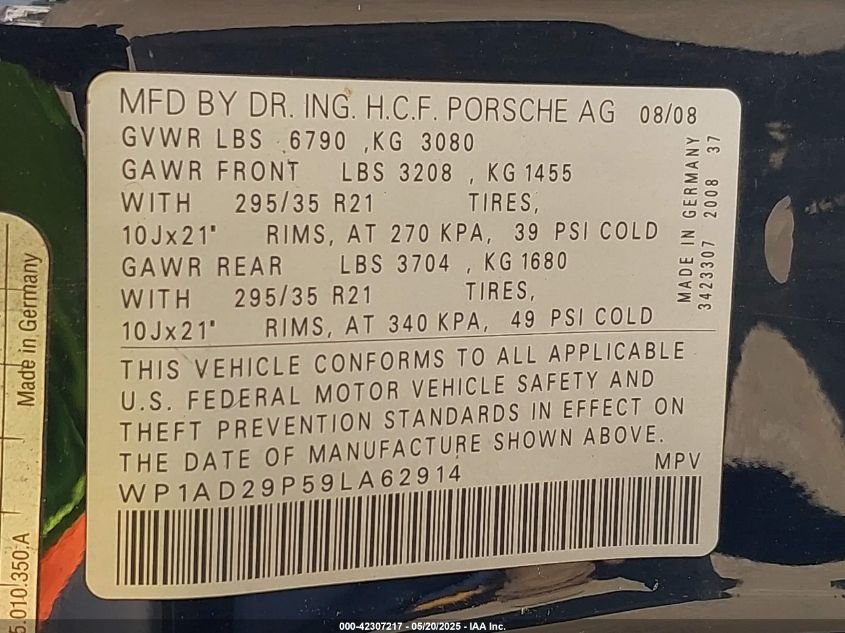 MFD BY DR. ING. H.C.F. PORSCHE AG 08/08
GVWR LBS 6790 ,KG 3080
GAWR FRONT LBS 3208 , KG 1455
WITH 295/35 R21 TIRES,
10Jx21" RIMS, AT 270 KPA, 39 PSI COLD
GAWR REAR LBS 3704 , KG 1680
WITH 295/35 R21 TIRES,
10Jx21" RIMS, AT 340 KPA, 49 PSI COLD
MADE IN GERMANY
3423307 2008 37
THIS VEHICLE CONFORMS TO ALL APPLICABLE
U.S. FEDERAL MOTOR VEHICLE SAFETY AND
THEFT PREVENTION STANDARDS IN EFFECT ON
THE DATE OF MANUFACTURE SHOWN ABOVE.
WP1AD29P59LA62914 MPV
Made in Germany
5.010.350 A
000-42307217 - 05/20/2025 - IAA Inc.